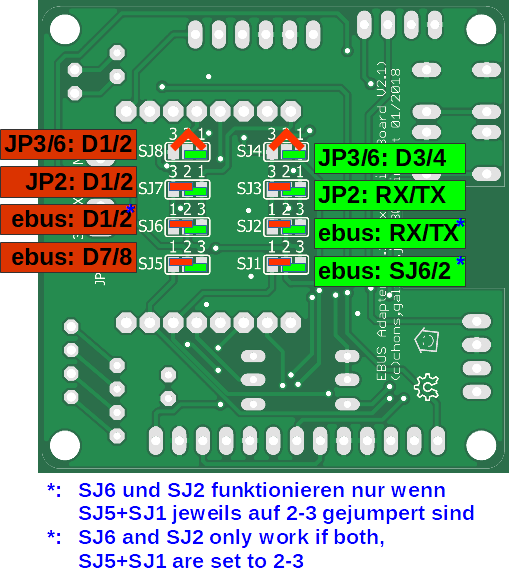 3 2 1
3 2 1
SJ8
SJ4
JP3/6: D1/2
JP3/6: D3/4
3 2 1
3 2 1
SJ7
SJ3
JP2: D1/2
JP2: RX/TX
1 2 3
1 2 3
SJ6
SJ2
ebus: D1/2*
ebus: RX/TX*
1 2 3
1 2 3
SJ5
SJ1
ebus: D7/8
ebus: SJ6/2*
JP
EBUS Adapter
Board V2.1)
(c)chons,gal
01/2018
*: SJ6 und SJ2 funktionieren nur wenn
SJ5+SJ1 jeweils auf 2-3 gejumpert sind
*: SJ6 and SJ2 only work if both,
SJ5+SJ1 are set to 2-3